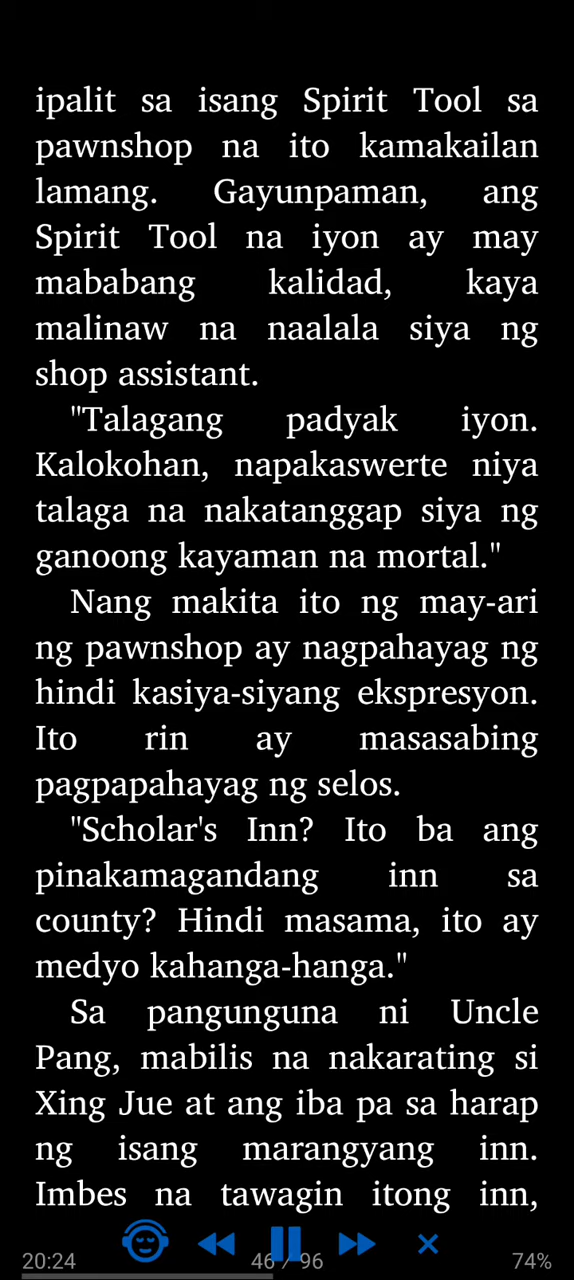 ipalit sa isang Spirit Tool sa
pawnshop na ito kamakailan
lamang. Gayunpaman, ang
Spirit Tool na iyon ay may
mababang kalidad, kaya
malinaw na naalala siya ng
shop assistant.
"Talagang padyak iyon.
Kalokohan, napakaswerte niya
talaga na nakatanggap siya ng
ganoong kayaman na mortal."
Nang makita ito ng may-ari
ng pawnshop ay nagpahayag ng
hindi kasiya-siyang ekspresyon.
Ito rin ay masasabing
pagpapahayag ng selos.
"Scholar's Inn? Ito ba ang
pinakamagandang inn sa
county? Hindi masama, ito ay
medyo kahanga-hanga."
Sa pangunguna ni Uncle
Pang, mabilis na nakarating si
Xing Jue at ang iba pa sa harap
ng isang marangyang inn.
Imbes na tawagin itong inn,
20:24 46 / 96 74%